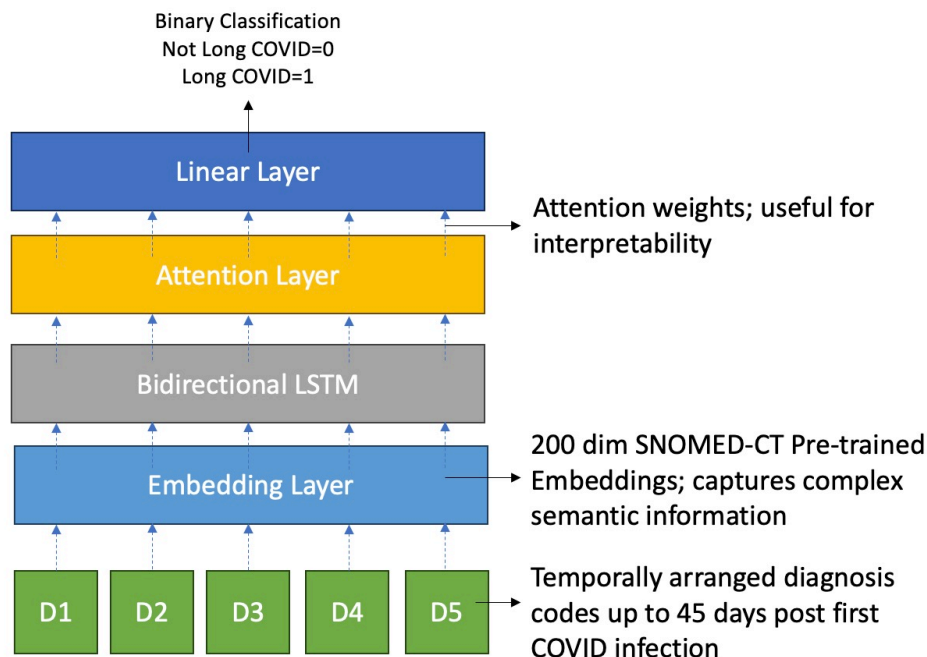 Binary Classification
Not Long COVID=0
Long COVID=1
Linear Layer
Attention weights; useful for
interpretability
Attention Layer
Bidirectional LSTM
200 dim SNOMED-CT Pre-trained
Embeddings; captures complex
semantic information
Embedding Layer
D1 D2 D3 D4 D5
Temporally arranged diagnosis
codes up to 45 days post first
COVID infection